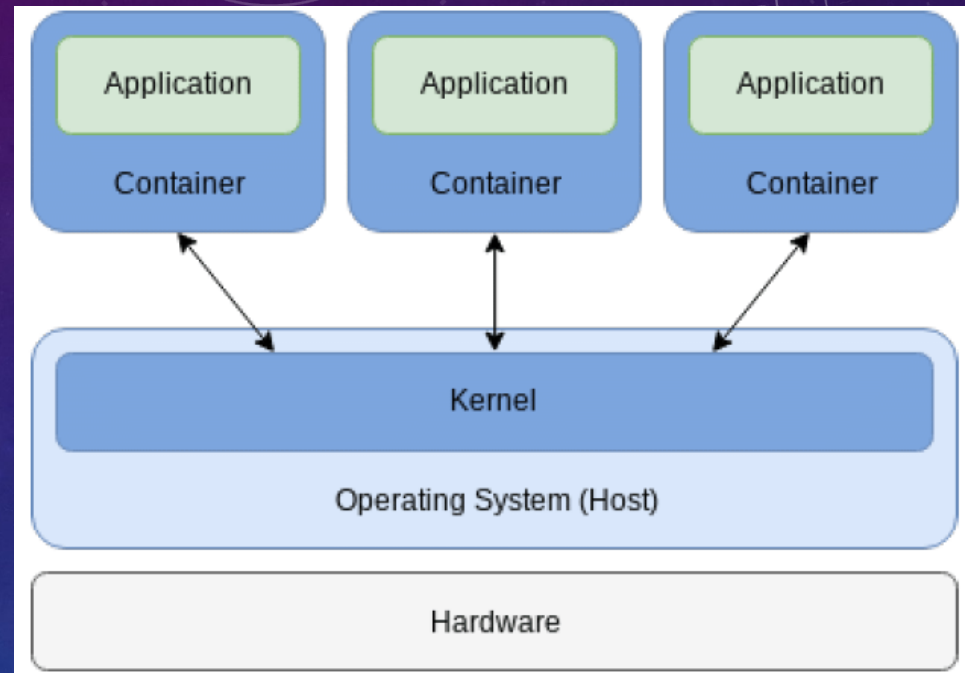 Application
Application
Application
Container
Container
Container
Kernel
Operating System (Host)
Hardware